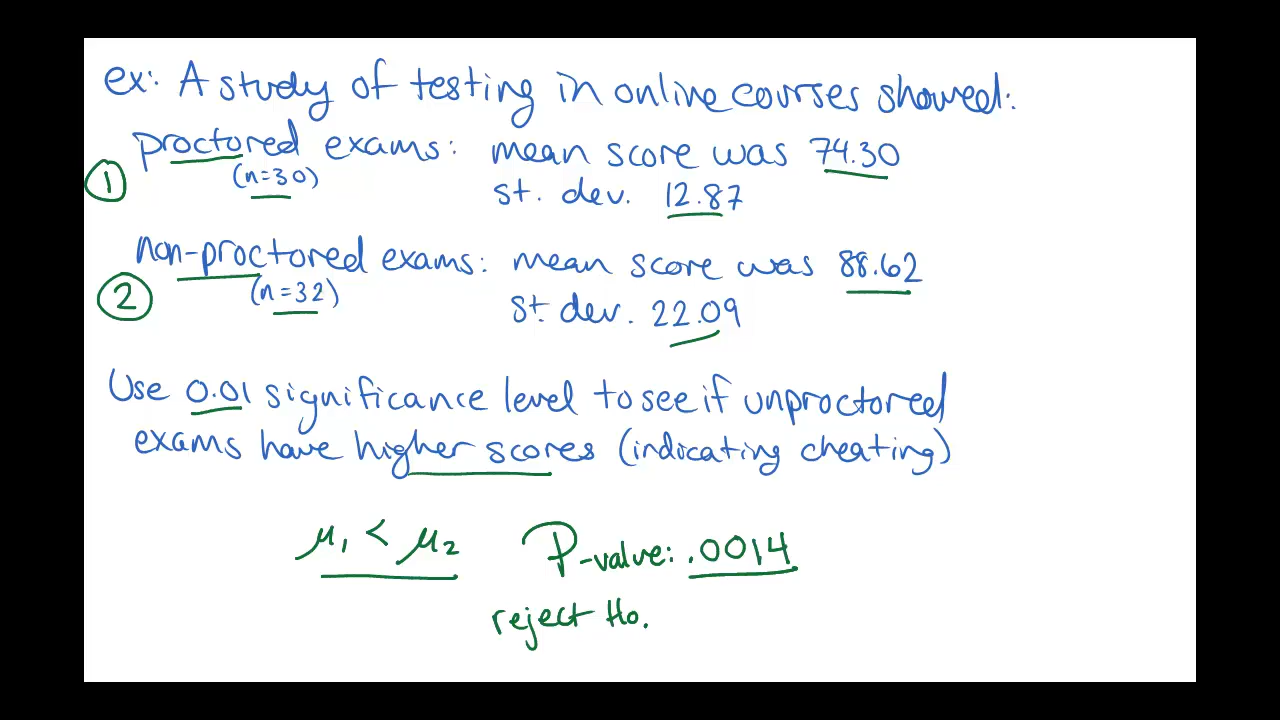 ex: A study of testing in online courses showed:
proctored exams: mean score was 74.30
① (n=30) st. dev. 12.87
non-proctored exams: mean score was 88.62
② (n=32) st. dev. 22.09
Use 0.01 significance level to see if unproctored
exams have higher scores (indicating cheating)
μ₁ < μ₂ P-value: .0014
reject Ho.